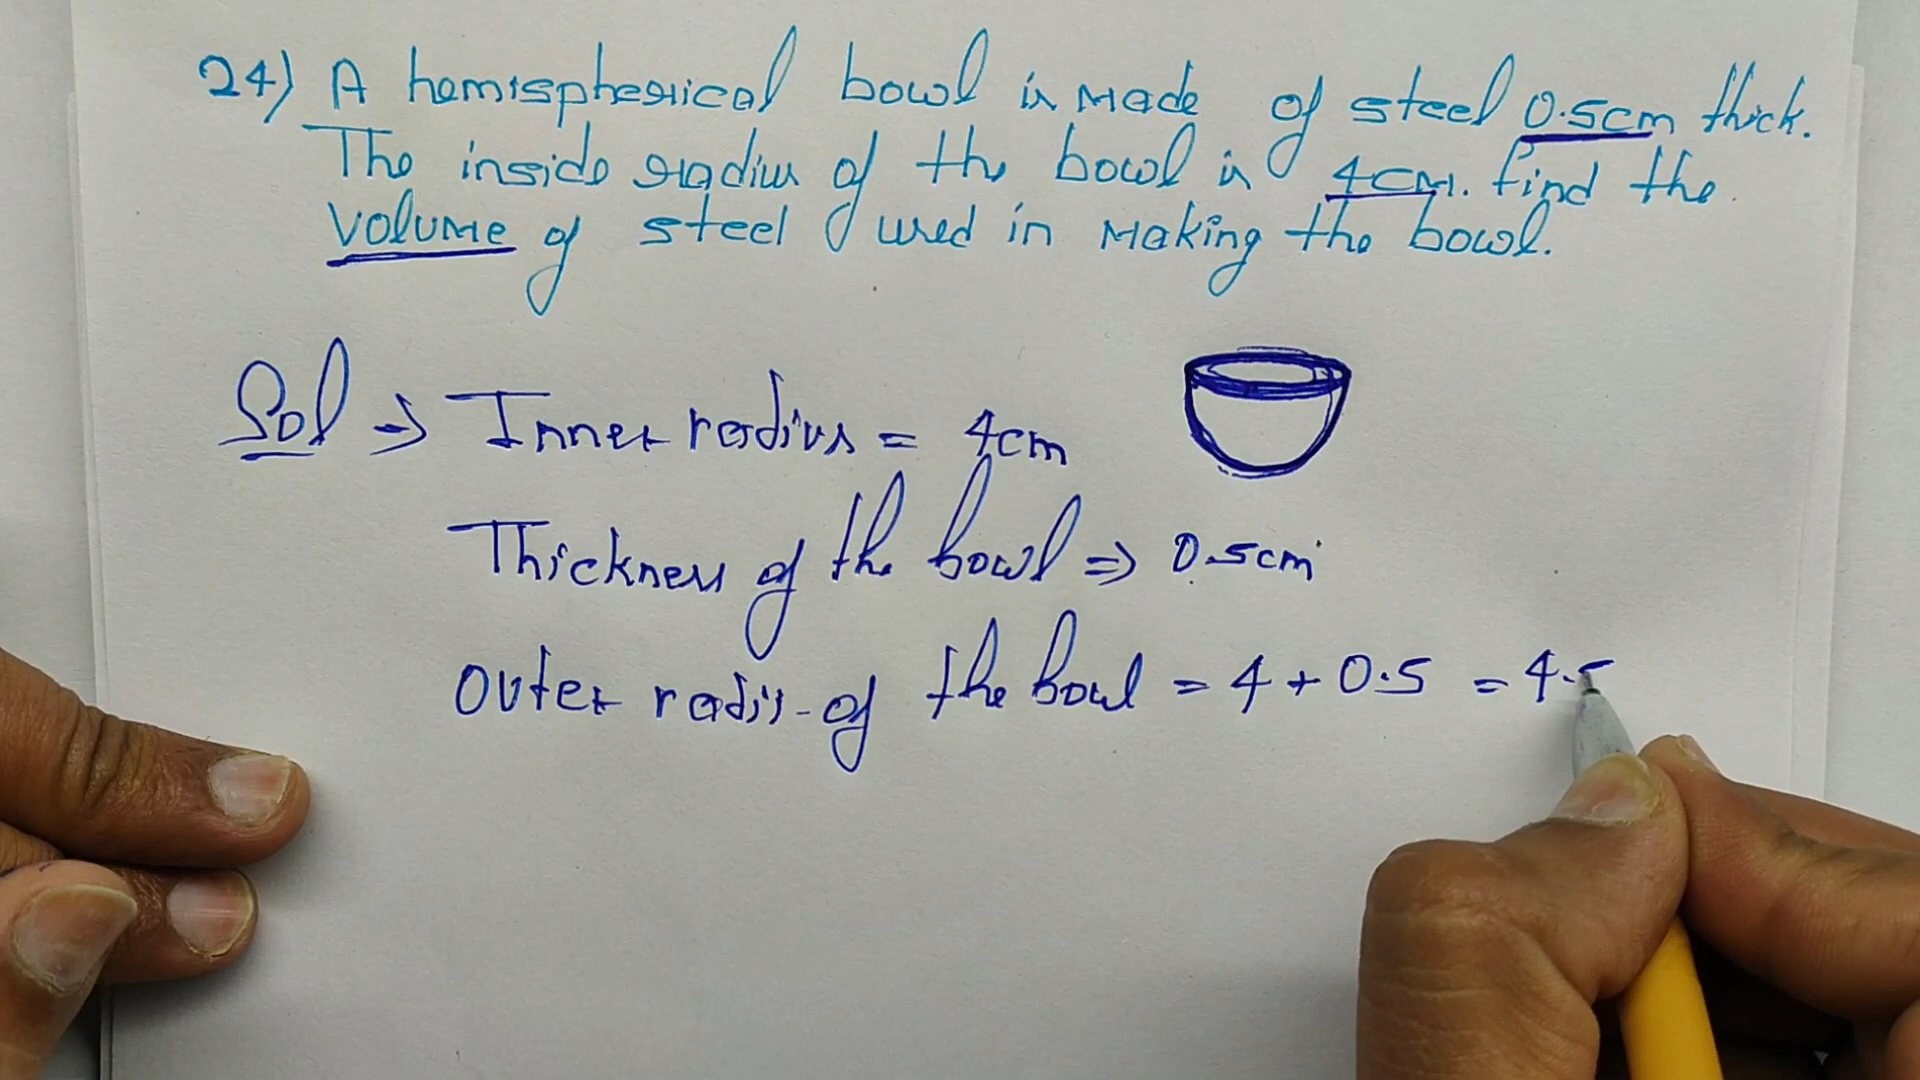 24) A hemispherical bowl is made of steel 0.5cm thick.
The inside radius of the bowl is 4cm. find the
volume of steel used in making the bowl.
Sol ⇒ Inner radius = 4cm
Thickness of the bowl ⇒ 0.5cm
Outer radius of the bowl = 4 + 0.5 = 4.5